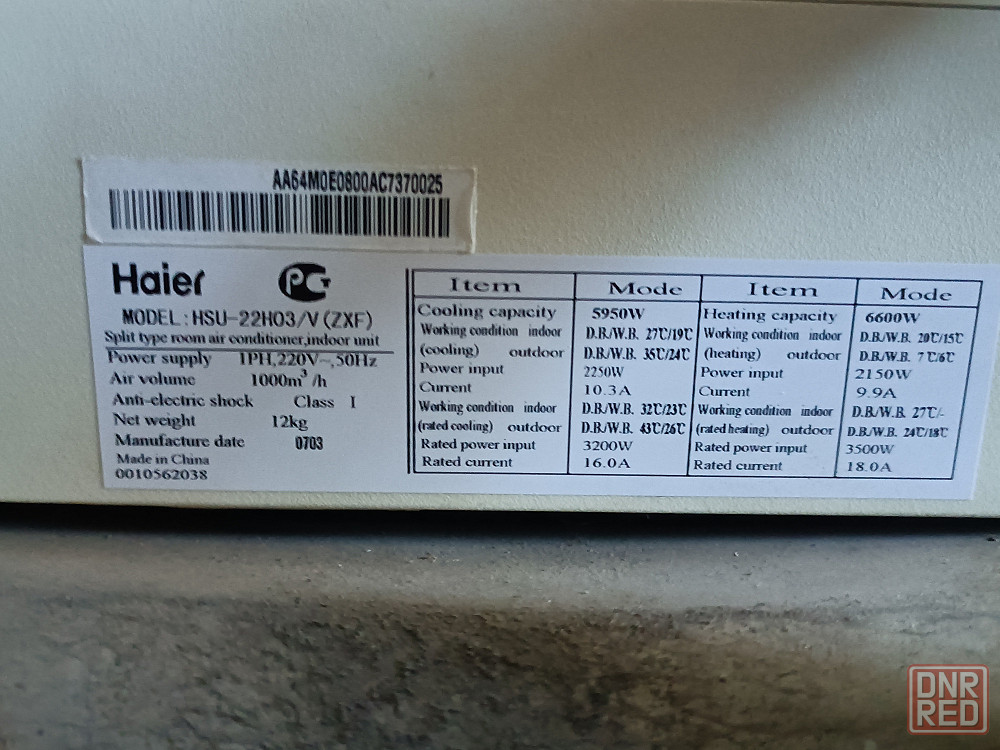 AA64M0E0800AC7370025
Haier
PCT
MODEL: HSU-22H03/V(ZXF)
Split type room air conditioner,indoor unit
Power supply 1PH,220V~,50Hz
Air volume 1000m³/h
Anti-electric shock Class I
Net weight 12kg
Manufacture date 0703
Made in China
0010562038
Item Mode Item Mode
Cooling capacity 5950W Heating capacity 6600W
Working condition indoor D.B./W.B. 27℃/19℃ Working condition indoor D.B./W.B. 20℃/15℃
(cooling) outdoor D.B./W.B. 35℃/24℃ (heating) outdoor D.B./W.B. 7℃/6℃
Power input 2250W Power input 2150W
Current 10.3A Current 9.9A
Working condition indoor D.B./W.B. 32℃/23℃ Working condition indoor D.B./W.B. 27℃/-
(rated cooling) outdoor D.B./W.B. 43℃/26℃ (rated heating) outdoor D.B./W.B. 24℃/18℃
Rated power input 3200W Rated power input 3500W
Rated current 16.0A Rated current 18.0A
DNR
RED